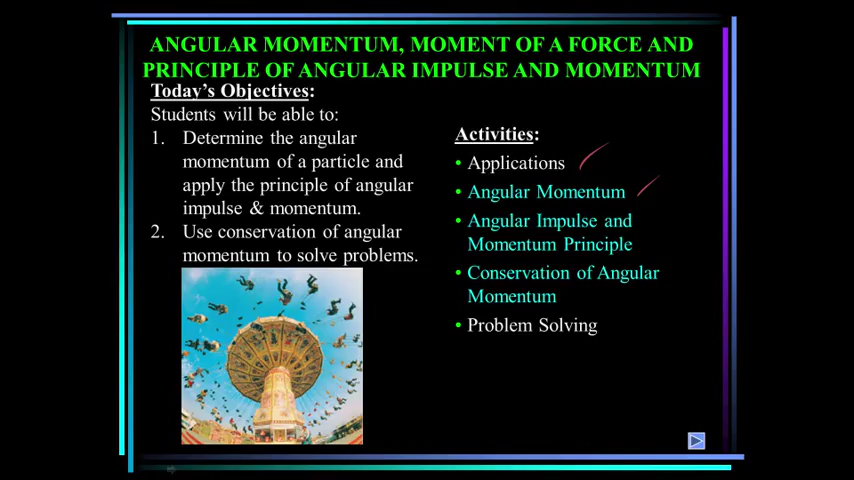 ANGULAR MOMENTUM, MOMENT OF A FORCE AND
PRINCIPLE OF ANGULAR IMPULSE AND MOMENTUM
Today's Objectives:
Students will be able to:
1. Determine the angular
momentum of a particle and
apply the principle of angular
impulse & momentum.
2. Use conservation of angular
momentum to solve problems.
Activities:
• Applications
• Angular Momentum
• Angular Impulse and
Momentum Principle
• Conservation of Angular
Momentum
• Problem Solving